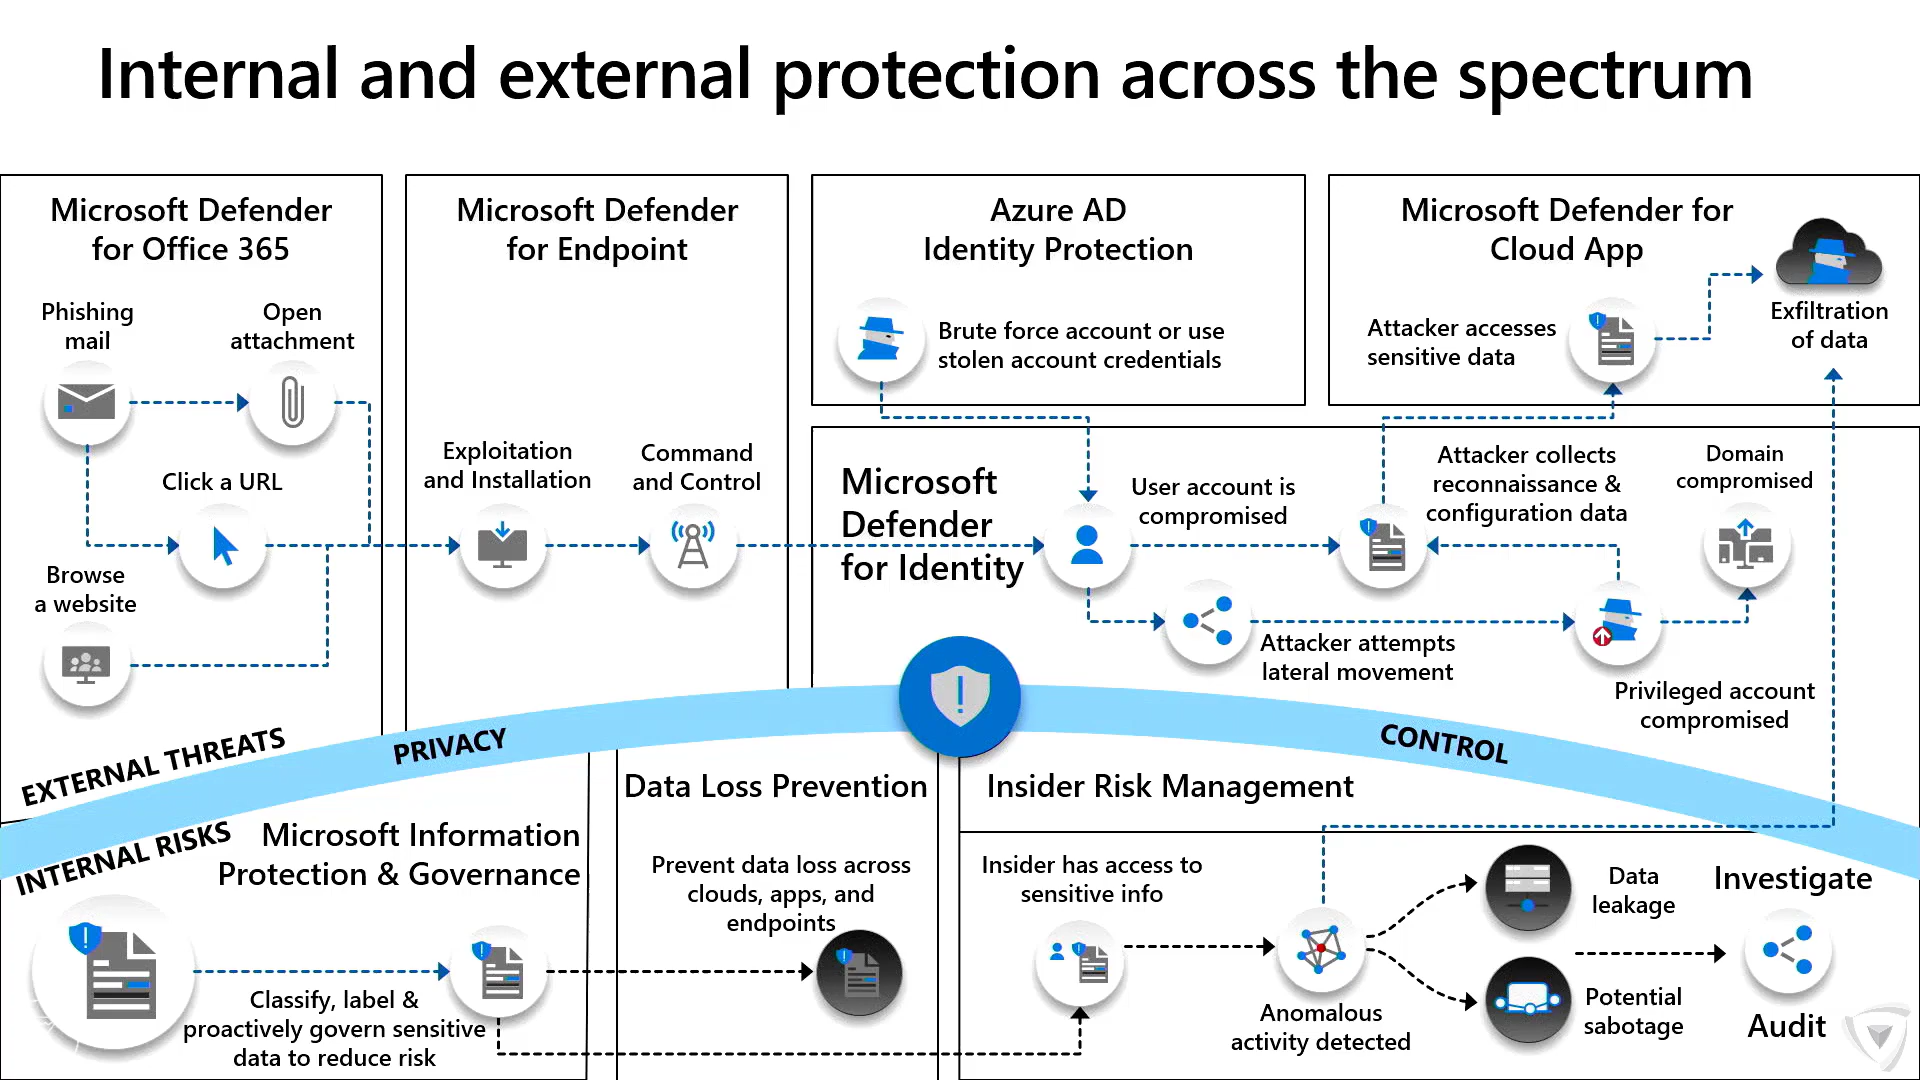 Internal and external protection across the spectrum
Microsoft Defender
for Office 365
Phishing
mail
Open
attachment
Click a URL
Browse
a website
Microsoft Defender
for Endpoint
Exploitation
and Installation
Command
and Control
Azure AD
Identity Protection
Brute force account or use
stolen account credentials
Microsoft Defender for
Cloud App
Attacker accesses
sensitive data
Exfiltration
of data
Microsoft
Defender
for Identity
User account is
compromised
Attacker collects
reconnaissance &
configuration data
Domain
compromised
Attacker attempts
lateral movement
Privileged account
compromised
EXTERNAL THREATS
PRIVACY
CONTROL
INTERNAL RISKS
Microsoft Information
Protection & Governance
Classify, label &
proactively govern sensitive
data to reduce risk
Data Loss Prevention
Prevent data loss across
clouds, apps, and
endpoints
Insider Risk Management
Insider has access to
sensitive info
Anomalous
activity detected
Data
leakage
Potential
sabotage
Investigate
Audit